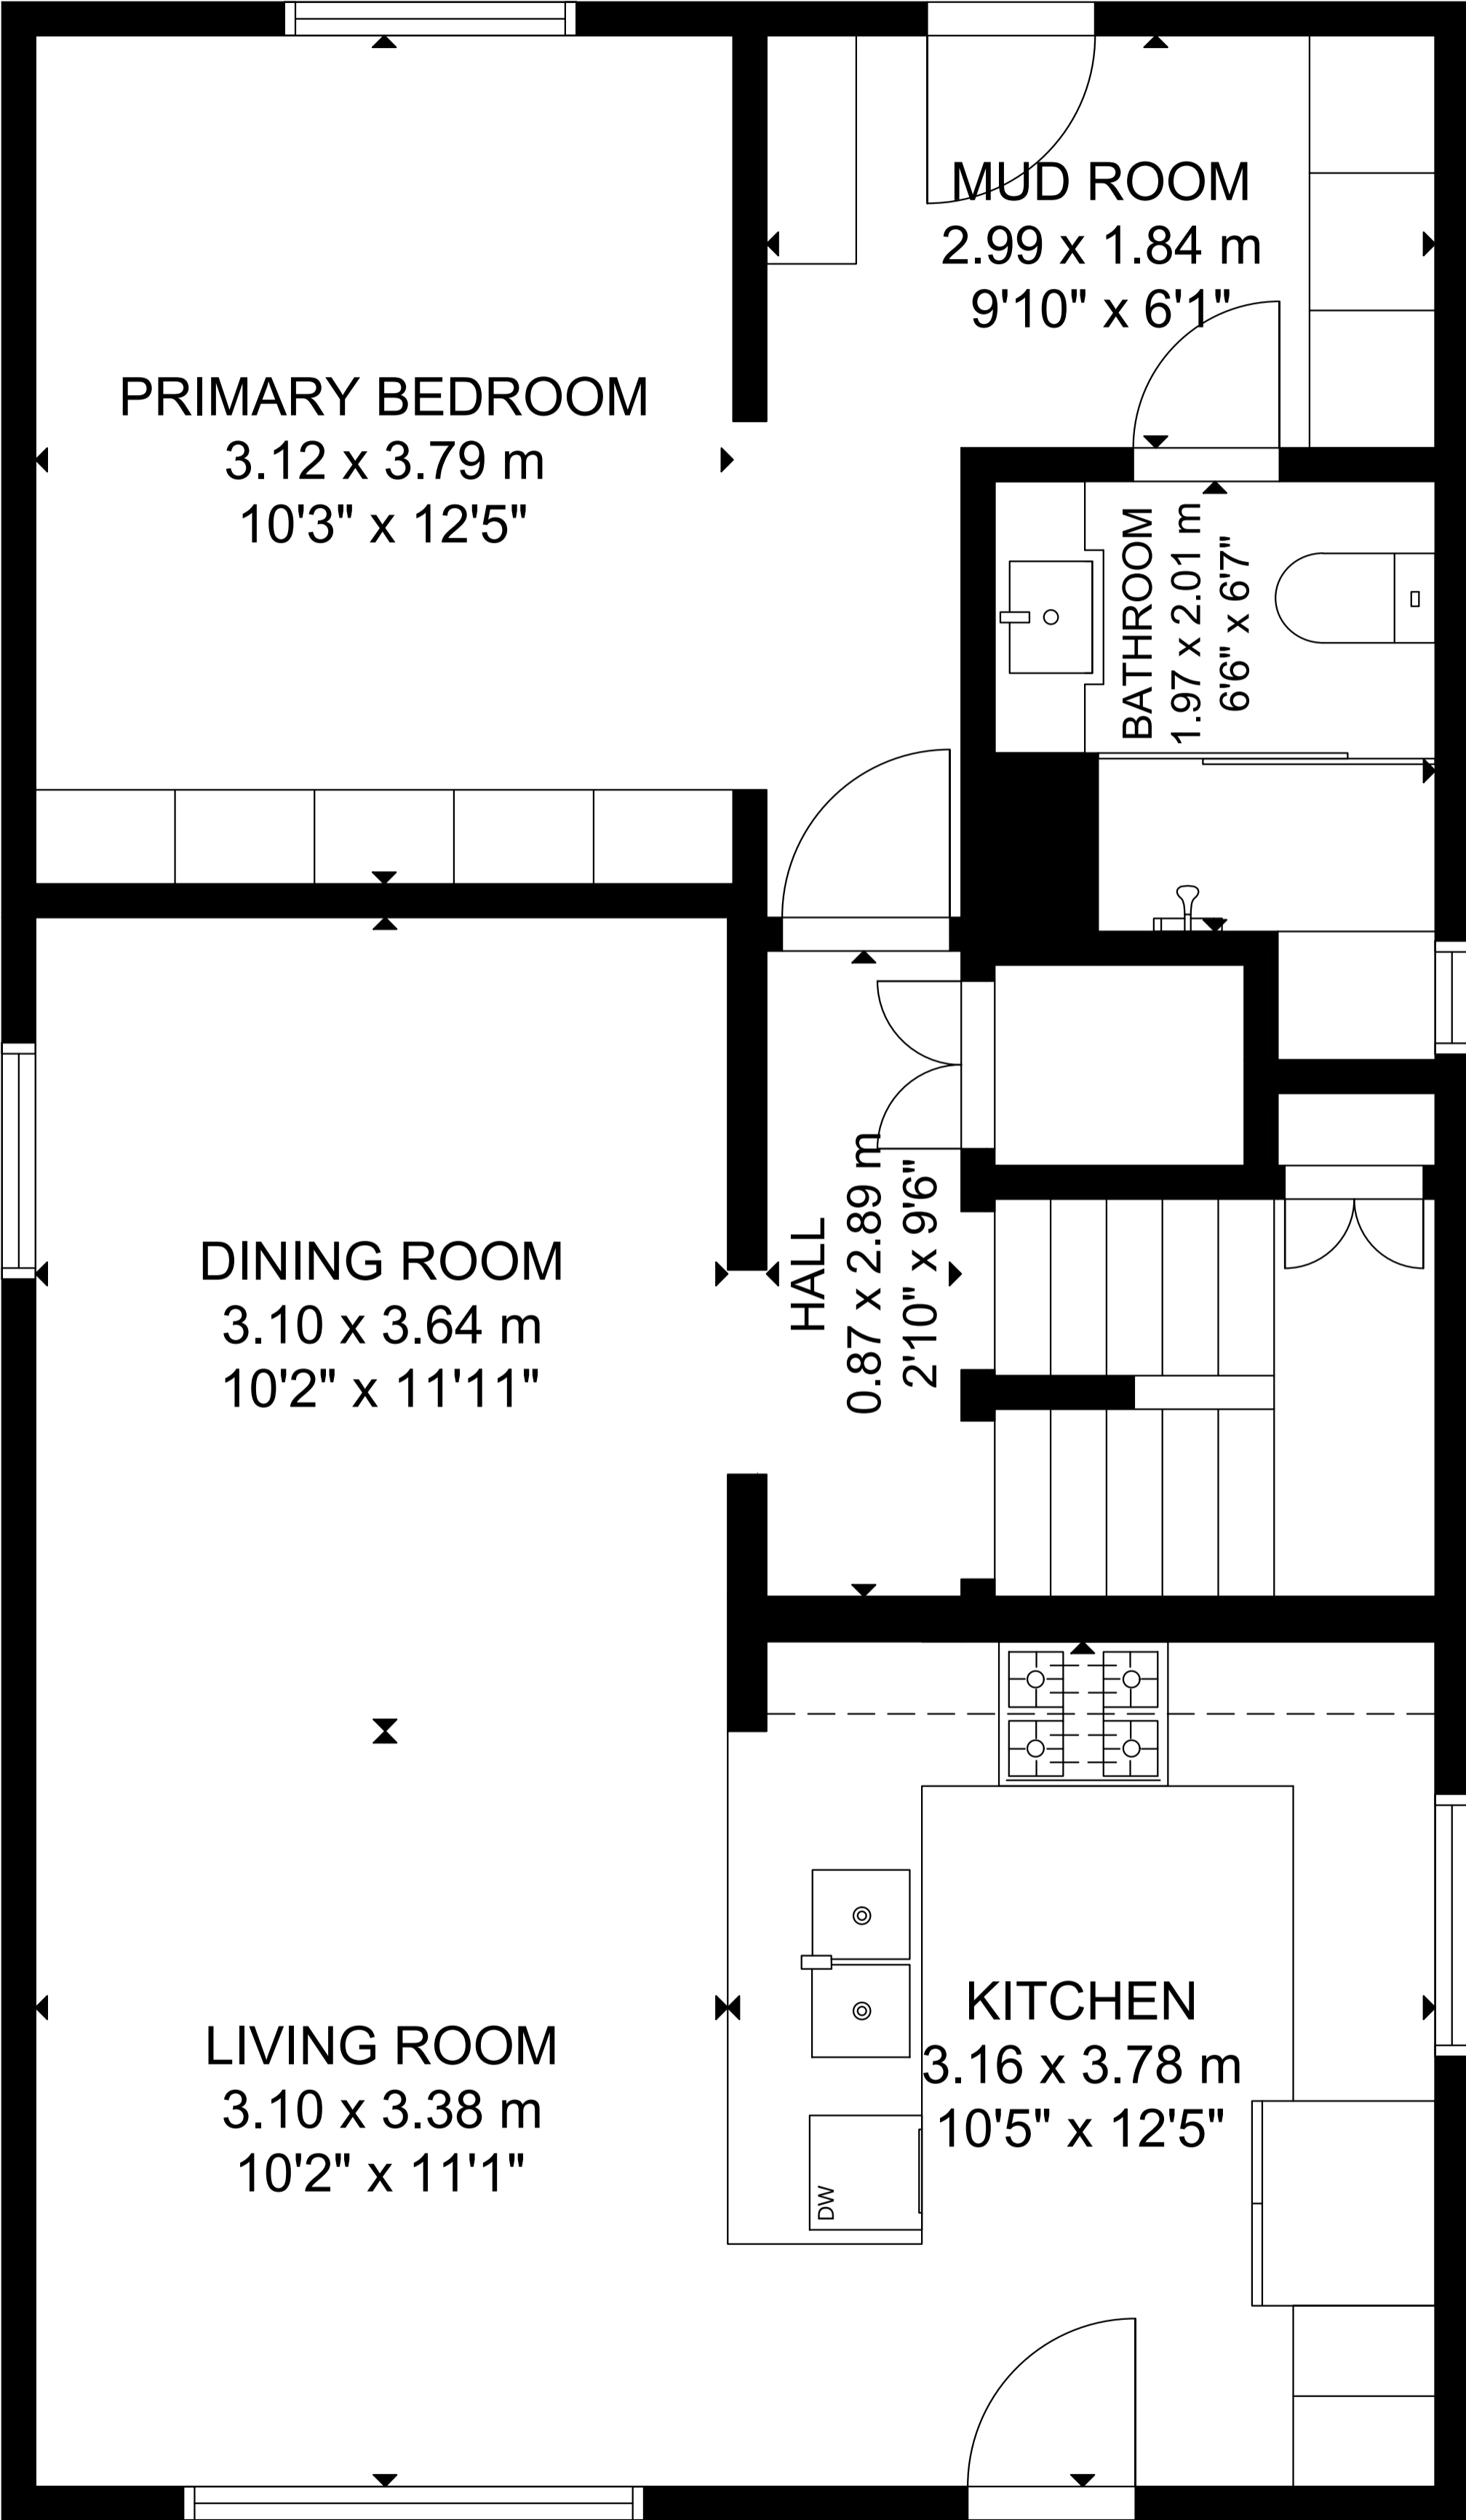 MUD ROOM
2.99 x 1.84 m
9'10" x 6'1"
PRIMARY BEDROOM
3.12 x 3.79 m
10'3" x 12'5"
BATHROOM
1.97 x 2.01 m
6'6" x 6'7"
HALL
0.87 x 2.89 m
2'10" x 9'6"
DINING ROOM
3.10 x 3.64 m
10'2" x 11'11"
KITCHEN
3.16 x 3.78 m
10'5" x 12'5"
LIVING ROOM
3.10 x 3.38 m
10'2" x 11'1"
DW